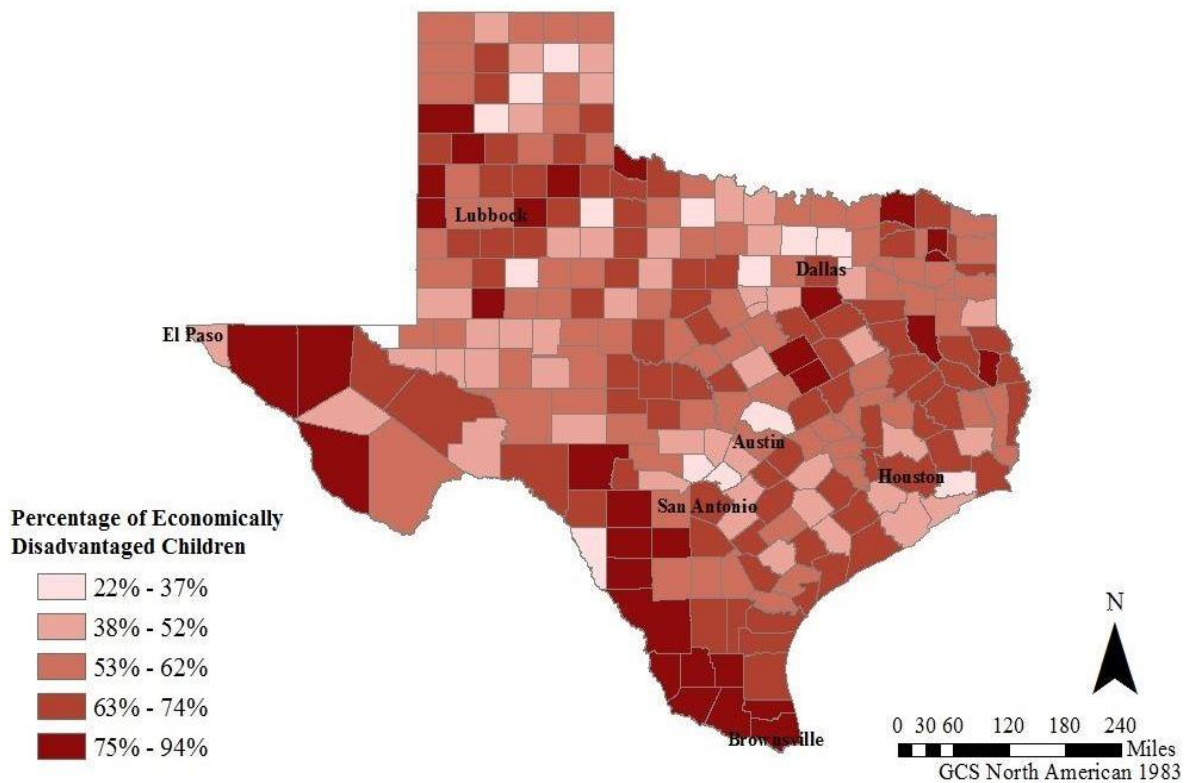 Lubbock
Dallas
El Paso
Austin
Houston
San Antonio
Brownsville
Percentage of Economically
Disadvantaged Children
22% - 37%
38% - 52%
53% - 62%
63% - 74%
75% - 94%
N
0 30 60 120 180 240
Miles
GCS North American 1983